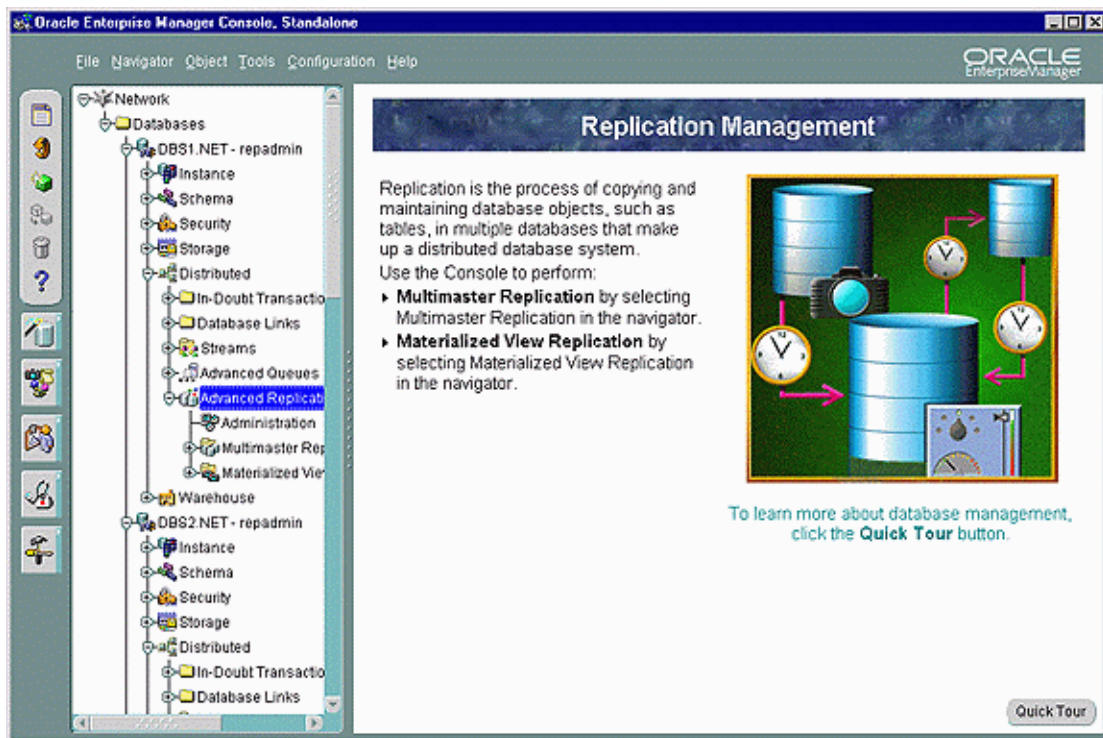 Oracle Enterprise Manager Console, Standalone
File Navigator Object Tools Configuration Help
ORACLE
EnterpriseManager
Network
Databases
DBS1.NET - repadmin
Instance
Schema
Security
Storage
Distributed
In-Doubt Transactio
Database Links
Streams
Advanced Queues
Advanced Replicati
Administration
Multimaster Rep
Materialized Vie
Warehouse
DBS2.NET - repadmin
Instance
Schema
Security
Storage
Distributed
In-Doubt Transactio
Database Links
Replication Management
Replication is the process of copying and
maintaining database objects, such as
tables, in multiple databases that make
up a distributed database system.
Use the Console to perform:
Multimaster Replication by selecting
Multimaster Replication in the navigator.
Materialized View Replication by
selecting Materialized View Replication
in the navigator.
To learn more about database management,
click the Quick Tour button.
Quick Tour